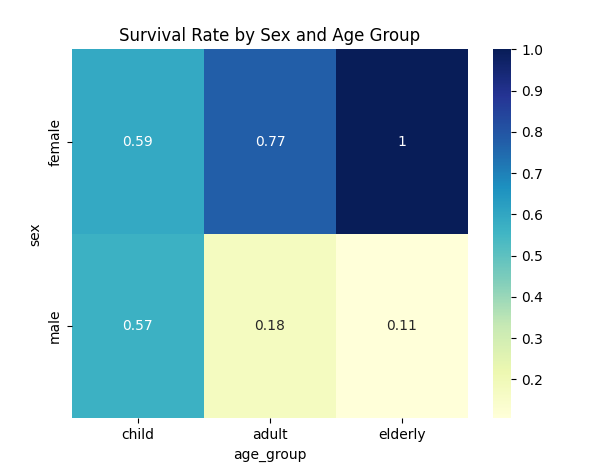 Survival Rate by Sex and Age Group
female
male
sex
0.59 0.77 1
0.57 0.18 0.11
child adult elderly
age_group
1.0
0.9
0.8
0.7
0.6
0.5
0.4
0.3
0.2